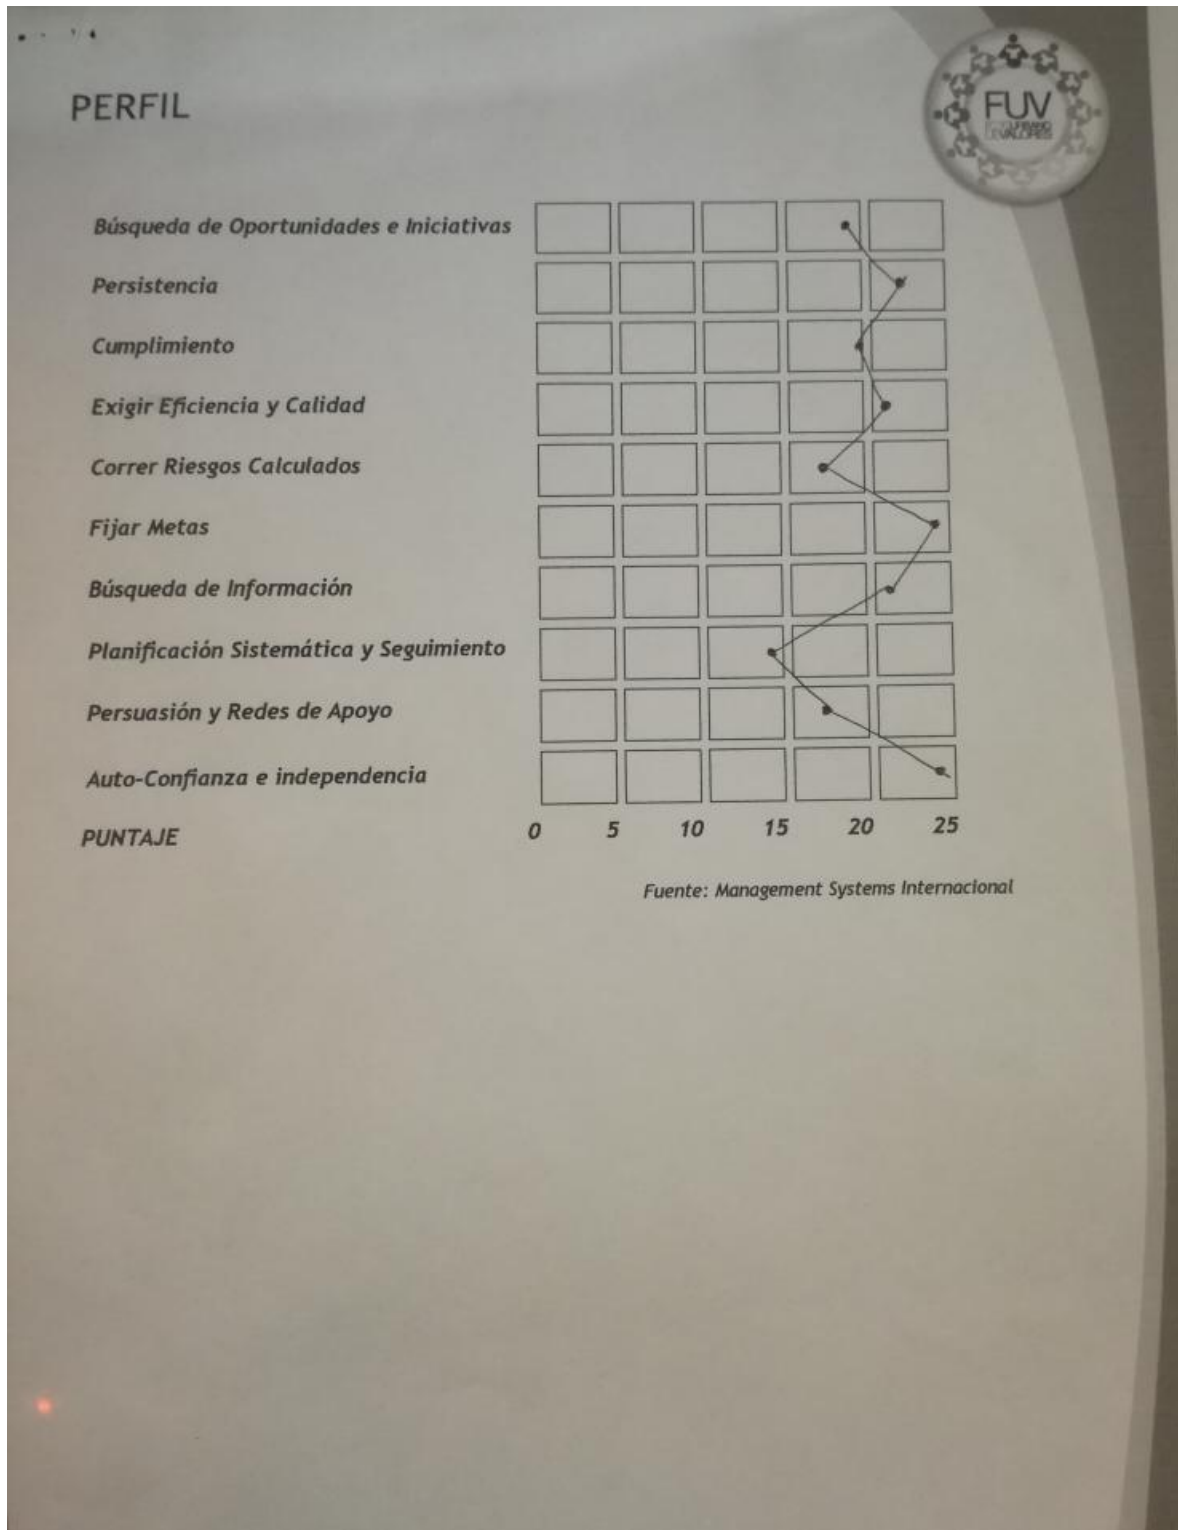 PERFIL
FUV
Búsqueda de Oportunidades e Iniciativas
Persistencia
Cumplimiento
Exigir Eficiencia y Calidad
Correr Riesgos Calculados
Fijar Metas
Búsqueda de Información
Planificación Sistemática y Seguimiento
Persuasión y Redes de Apoyo
Auto-Confianza e independencia
PUNTAJE 0 5 10 15 20 25
Fuente: Management Systems Internacional